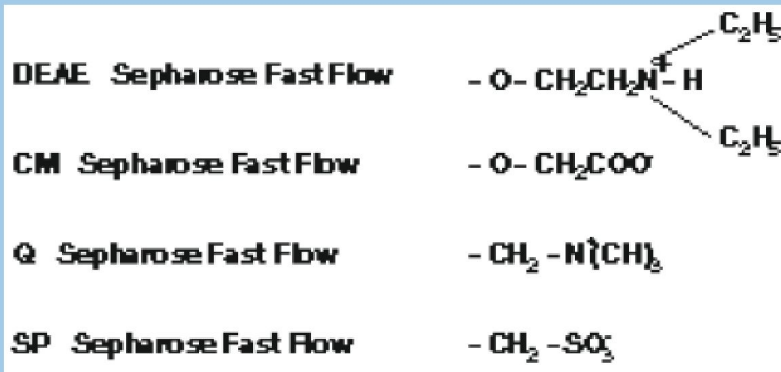 C₂H₅
DEAE Sepharose Fast Flow - O- CH₂CH₂N⁺- H
C₂H₅
CM Sepharose Fast Flow - O- CH₂COO⁻
Q Sepharose Fast Flow - CH₂ -N⁺(CH)₃
SP Sepharose Fast Flow - CH₂ -SO₃⁻